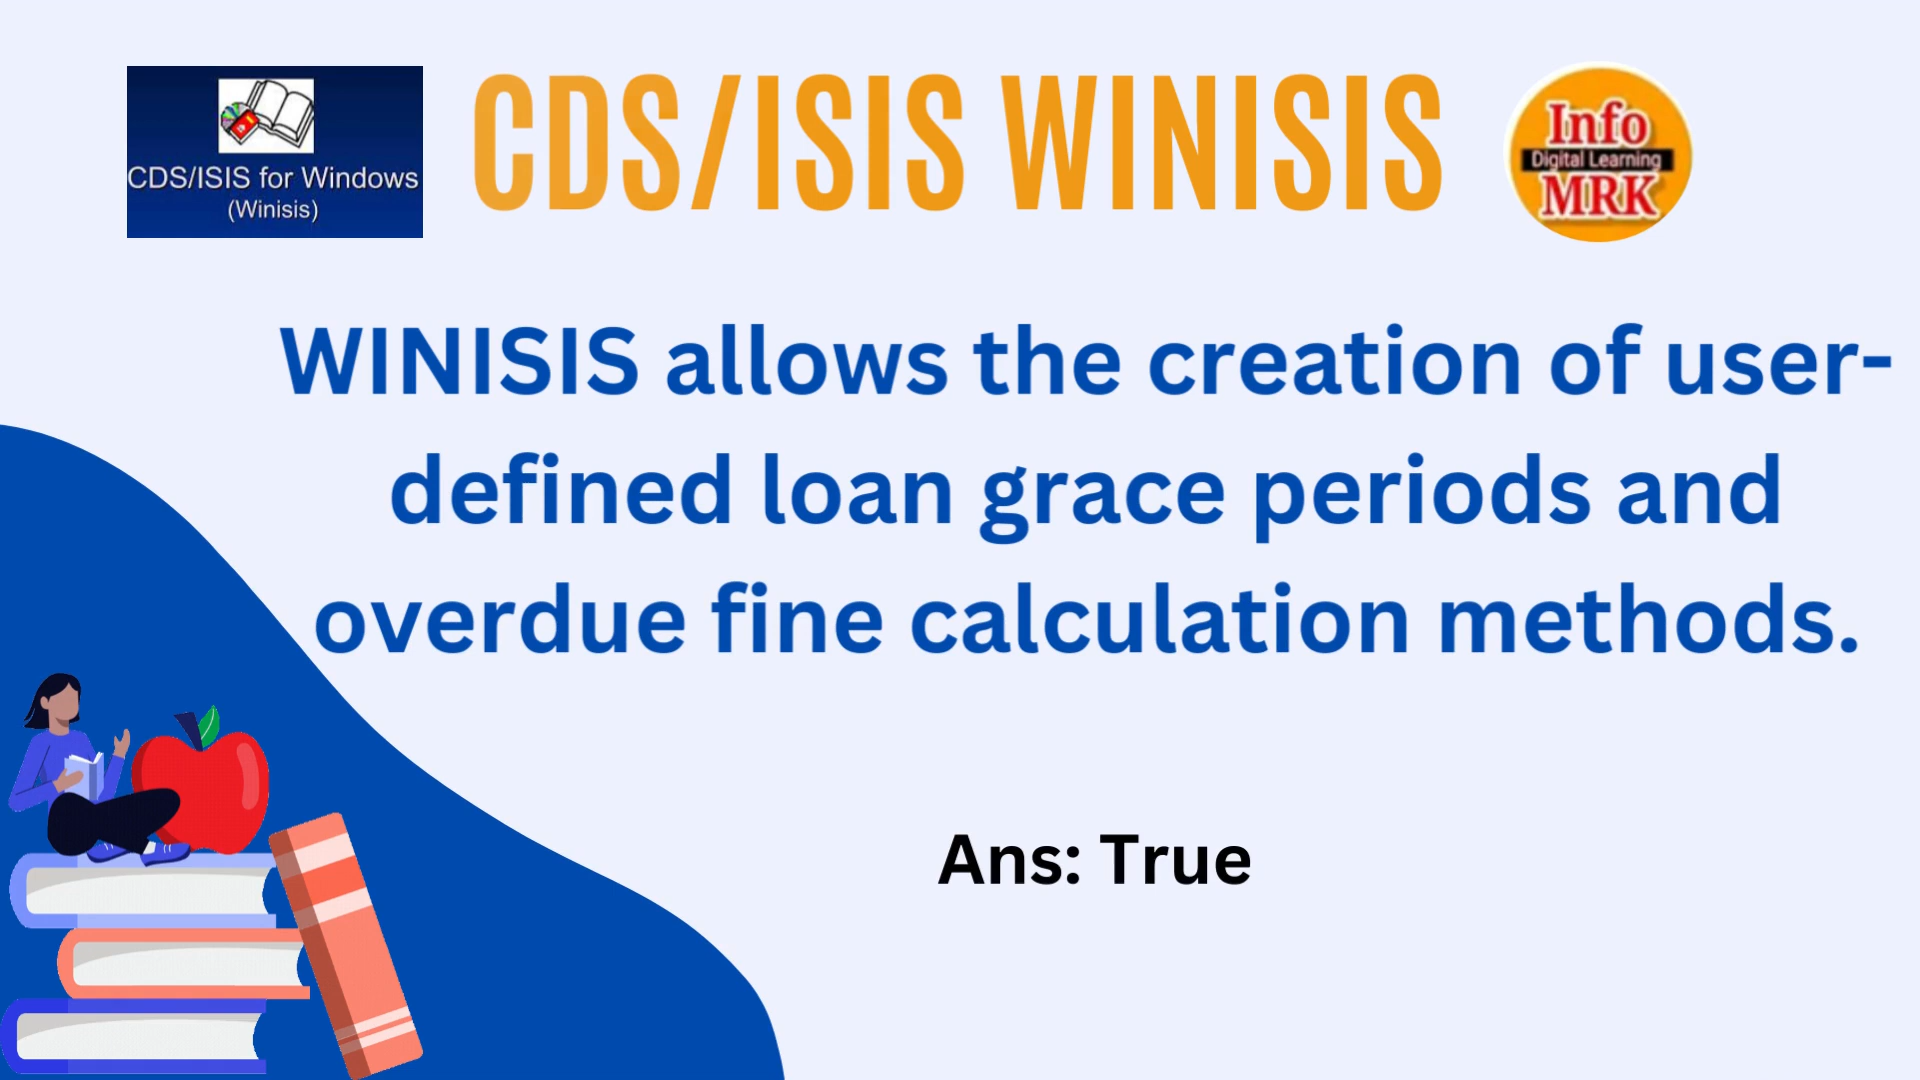 CDS/ISIS for Windows
(Winisis)
CDS/ISIS WINISIS
Info
Digital Learning
MRK
WINISIS allows the creation of user-
defined loan grace periods and
overdue fine calculation methods.
Ans: True